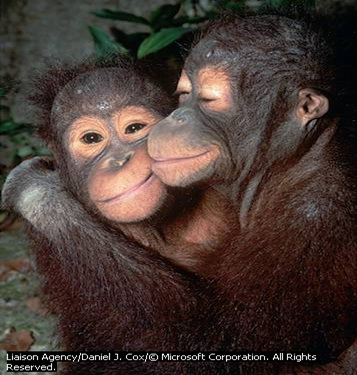 Liaison Agency/Daniel J. Cox/© Microsoft Corporation. All Rights
Reserved.